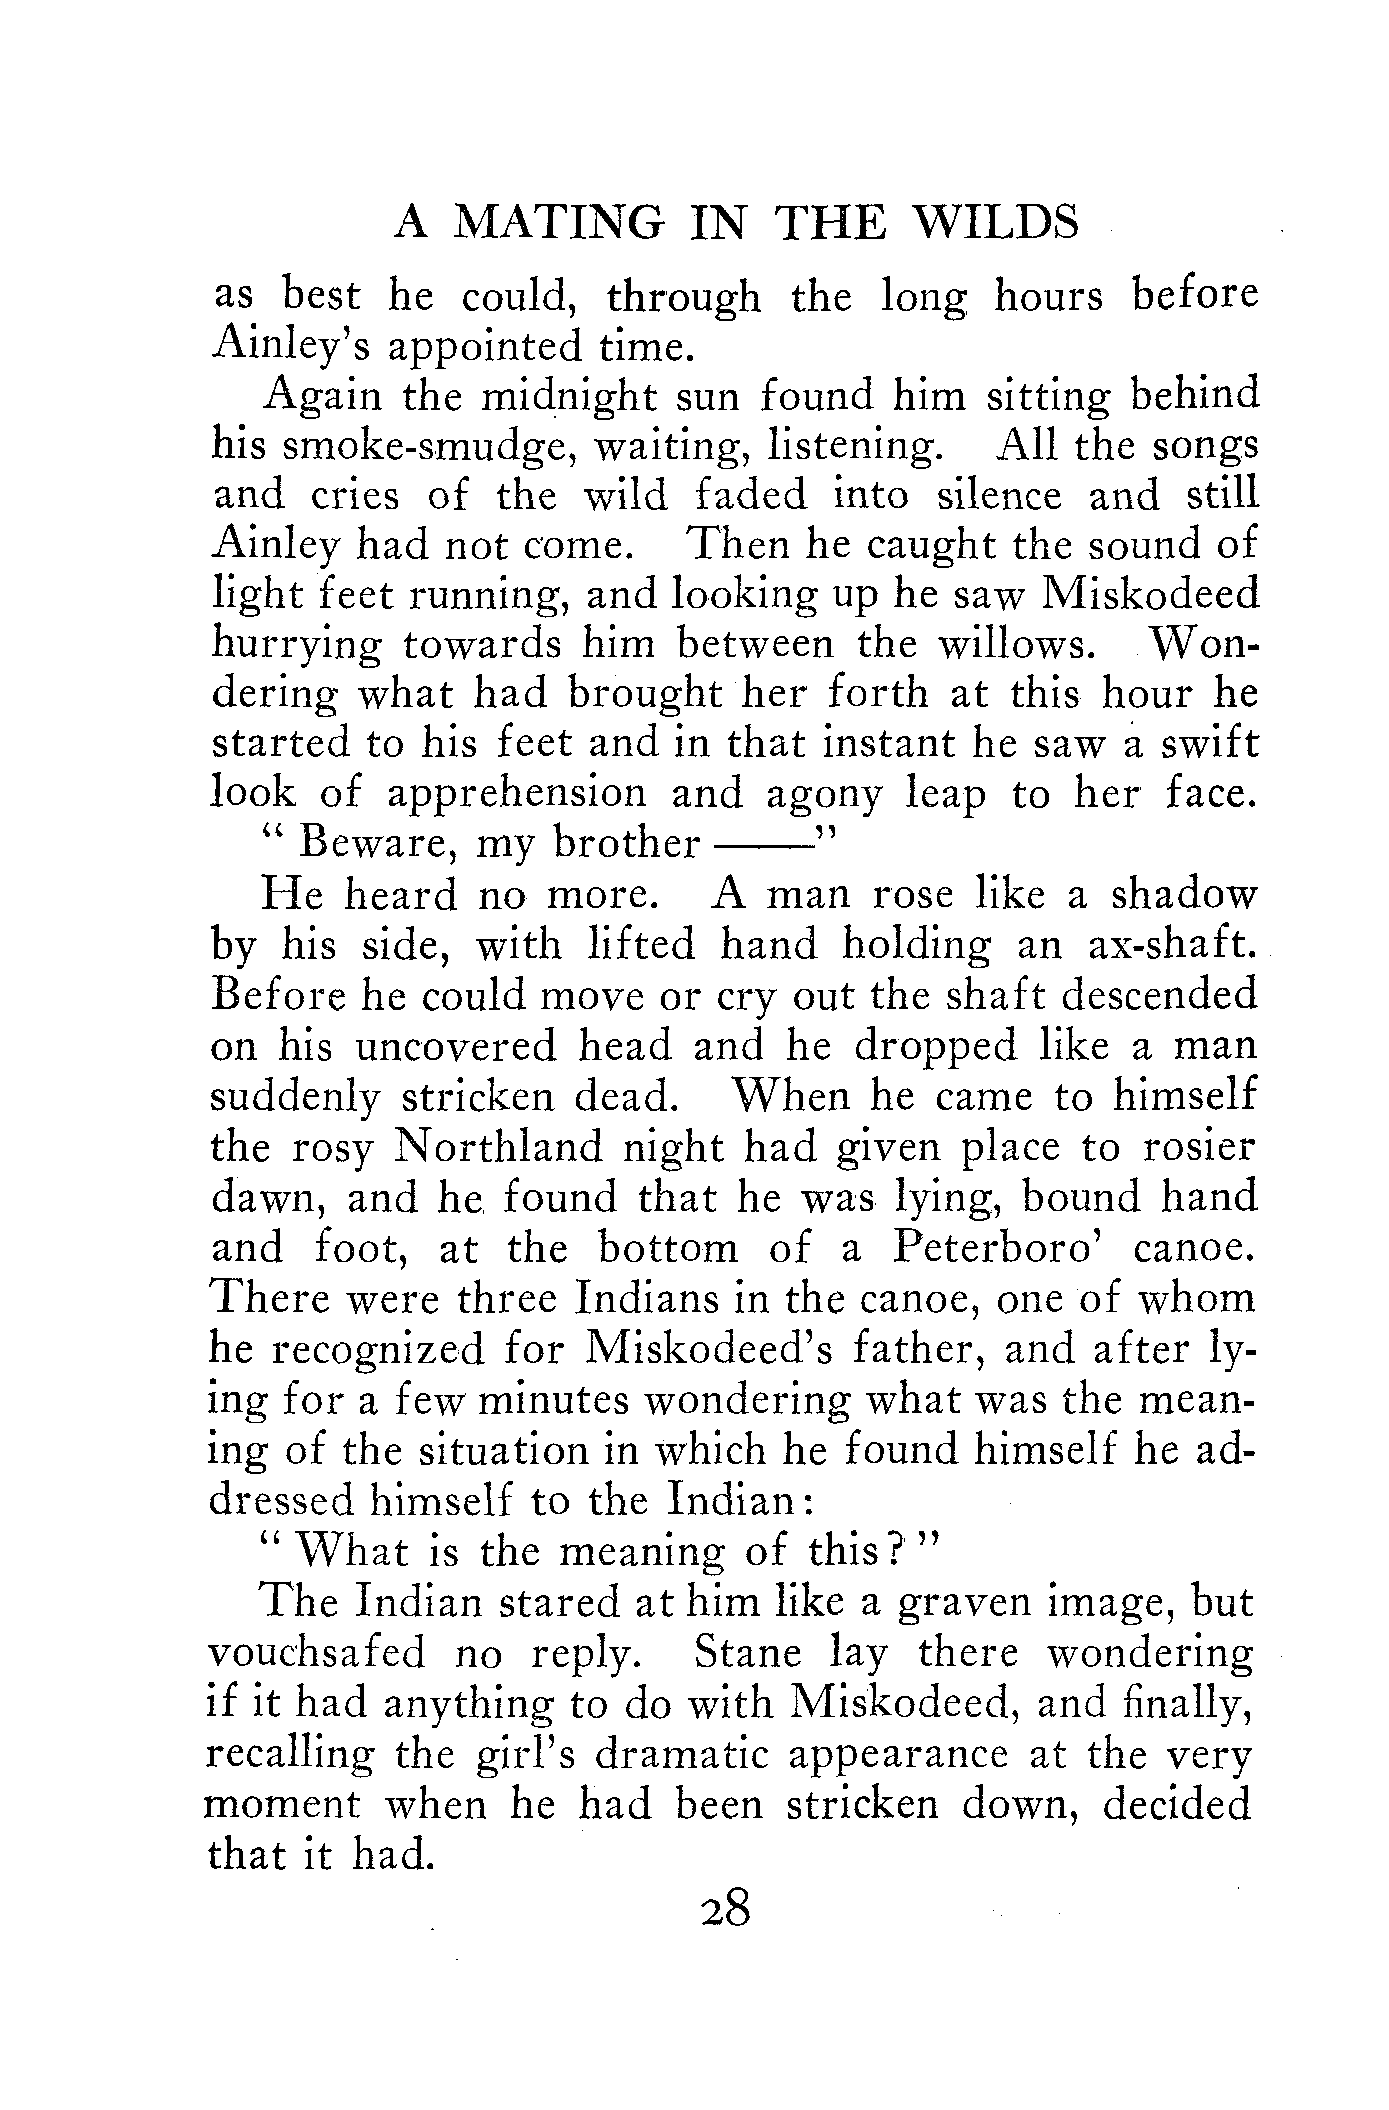 A MATING IN THE WILDS
as best he could, through the long hours before
Ainley's appointed time.
Again the midnight sun found him sitting behind
his smoke-smudge, waiting, listening. All the songs
and cries of the wild faded into silence and still
Ainley had not come. Then he caught the sound of
light feet running, and looking up he saw Miskodeed
hurrying towards him between the willows. Won-
dering what had brought her forth at this hour he
started to his feet and in that instant he saw a swift
look of apprehension and agony leap to her face.
" Beware, my brother ——"
He heard no more. A man rose like a shadow
by his side, with lifted hand holding an ax-shaft.
Before he could move or cry out the shaft descended
on his uncovered head and he dropped like a man
suddenly stricken dead. When he came to himself
the rosy Northland night had given place to rosier
dawn, and he found that he was lying, bound hand
and foot, at the bottom of a Peterboro' canoe.
There were three Indians in the canoe, one of whom
he recognized for Miskodeed's father, and after ly-
ing for a few minutes wondering what was the mean-
ing of the situation in which he found himself he ad-
dressed himself to the Indian:
" What is the meaning of this? "
The Indian stared at him like a graven image, but
vouchsafed no reply. Stane lay there wondering
if it had anything to do with Miskodeed, and finally,
recalling the girl's dramatic appearance at the very
moment when he had been stricken down, decided
that it had.
28